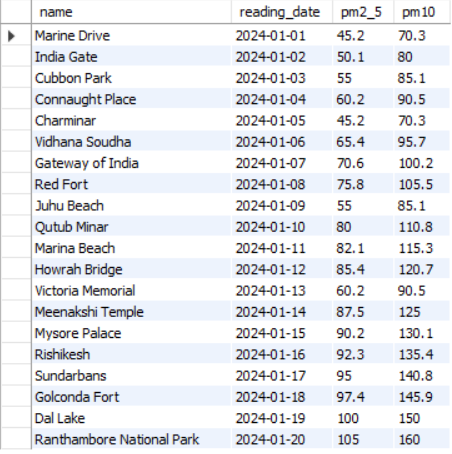 name reading_date pm2_5 pm10
Marine Drive 2024-01-01 45.2 70.3
India Gate 2024-01-02 50.1 80
Cubbon Park 2024-01-03 55 85.1
Connaught Place 2024-01-04 60.2 90.5
Charminar 2024-01-05 45.2 70.3
Vidhana Soudha 2024-01-06 65.4 95.7
Gateway of India 2024-01-07 70.6 100.2
Red Fort 2024-01-08 75.8 105.5
Juhu Beach 2024-01-09 55 85.1
Qutub Minar 2024-01-10 80 110.8
Marina Beach 2024-01-11 82.1 115.3
Howrah Bridge 2024-01-12 85.4 120.7
Victoria Memorial 2024-01-13 60.2 90.5
Meenakshi Temple 2024-01-14 87.5 125
Mysore Palace 2024-01-15 90.2 130.1
Rishikesh 2024-01-16 92.3 135.4
Sundarbans 2024-01-17 95 140.8
Golconda Fort 2024-01-18 97.4 145.9
Dal Lake 2024-01-19 100 150
Ranthambore National Park 2024-01-20 105 160